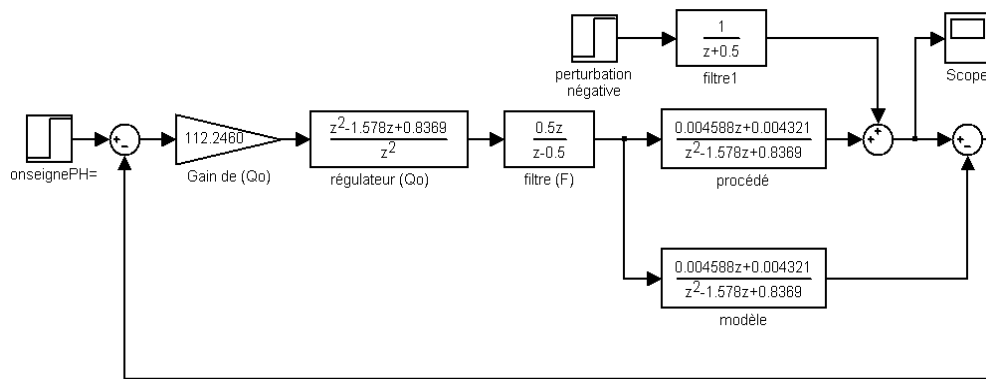 1
z+0.5
filtre1
perturbation
négative
Scope
onsignePH=
112.2460
Gain de (Qo)
z²-1.578z+0.8369
z²
régulateur (Qo)
0.5z
z-0.5
filtre (F)
0.004588z+0.004321
z²-1.578z+0.8369
procédé
0.004588z+0.004321
z²-1.578z+0.8369
modèle